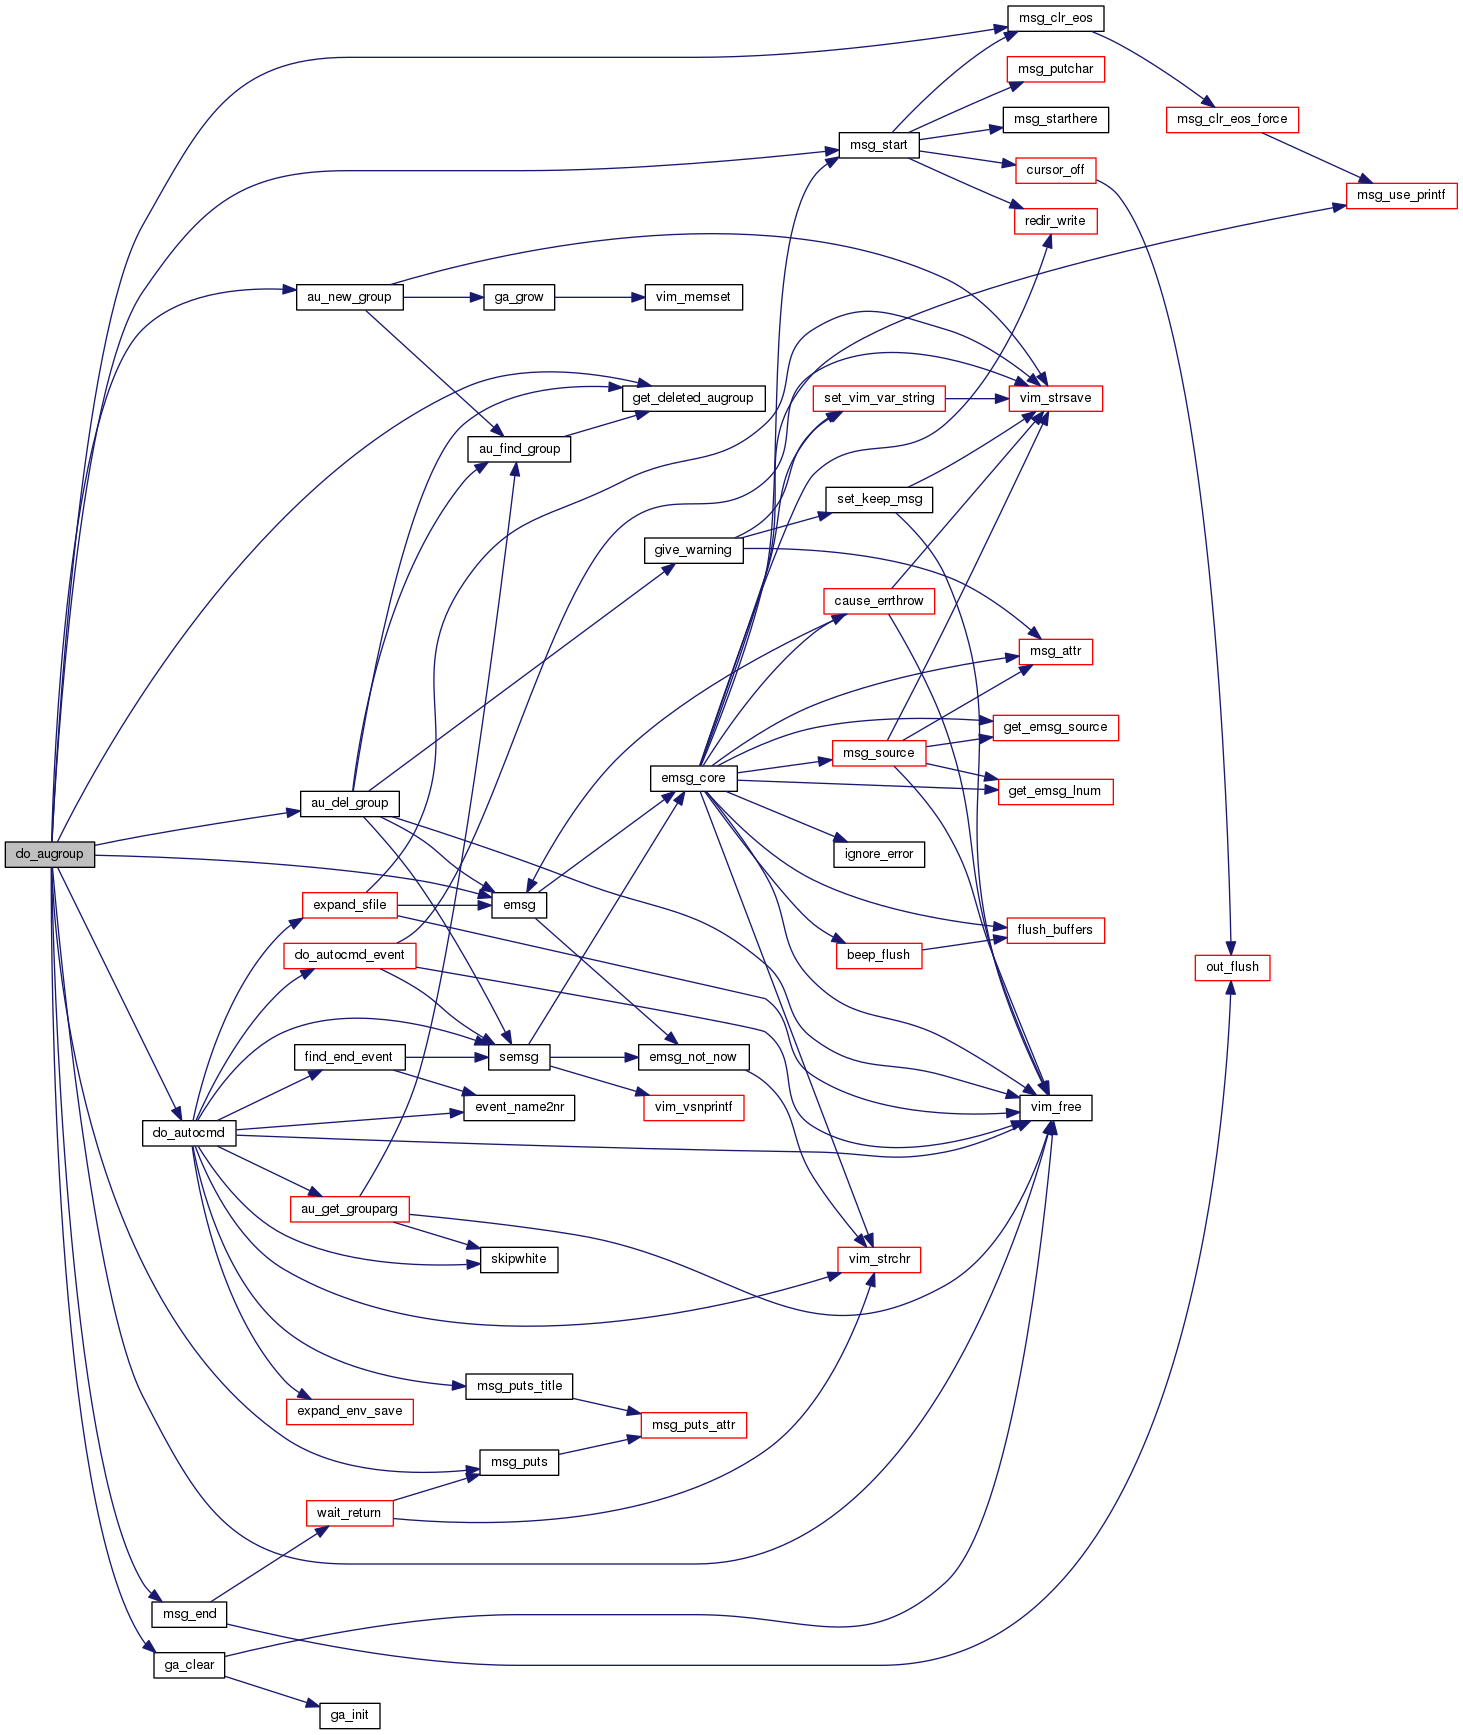 msg_clr_eos
msg_putchar
msg_starthere
msg_clr_eos_force
msg_start
cursor_off
msg_use_printf
redir_write
au_new_group
ga_grow
vim_memset
get_deleted_augroup
set_vim_var_string
vim_strsave
au_find_group
set_keep_msg
give_warning
cause_errthrow
msg_attr
get_emsg_source
msg_source
emsg_core
get_emsg_lnum
au_del_group
do_augroup
ignore_error
expand_sfile
emsg
flush_buffers
do_autocmd_event
beep_flush
out_flush
find_end_event
semsg
emsg_not_now
event_name2nr
vim_vsnprintf
vim_free
do_autocmd
au_get_grouparg
skipwhite
vim_strchr
msg_puts_title
expand_env_save
msg_puts_attr
msg_puts
wait_return
msg_end
ga_clear
ga_init